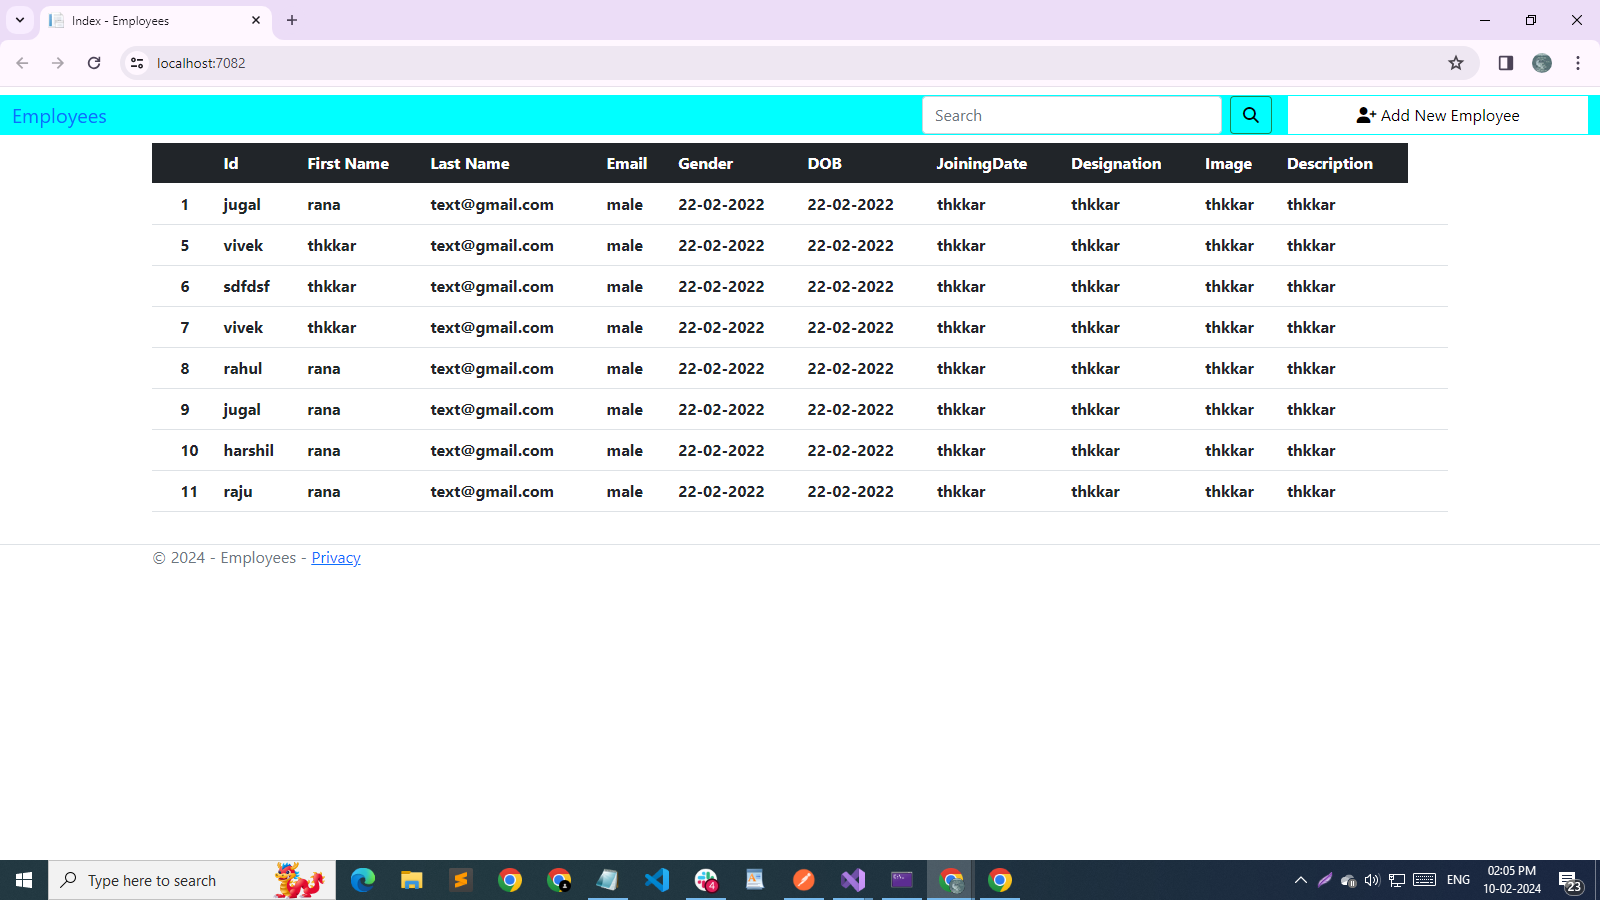 Index - Employees
localhost:7082
Employees
Search
Add New Employee
Id First Name Last Name Email Gender DOB JoiningDate Designation Image Description
1 jugal rana text@gmail.com male 22-02-2022 22-02-2022 thkkar thkkar thkkar thkkar
5 vivek thkkar text@gmail.com male 22-02-2022 22-02-2022 thkkar thkkar thkkar thkkar
6 sdfdsf thkkar text@gmail.com male 22-02-2022 22-02-2022 thkkar thkkar thkkar thkkar
7 vivek thkkar text@gmail.com male 22-02-2022 22-02-2022 thkkar thkkar thkkar thkkar
8 rahul rana text@gmail.com male 22-02-2022 22-02-2022 thkkar thkkar thkkar thkkar
9 jugal rana text@gmail.com male 22-02-2022 22-02-2022 thkkar thkkar thkkar thkkar
10 harshil rana text@gmail.com male 22-02-2022 22-02-2022 thkkar thkkar thkkar thkkar
11 raju rana text@gmail.com male 22-02-2022 22-02-2022 thkkar thkkar thkkar thkkar
© 2024 - Employees - Privacy
Type here to search
4
ENG
02:05 PM
10-02-2024
23